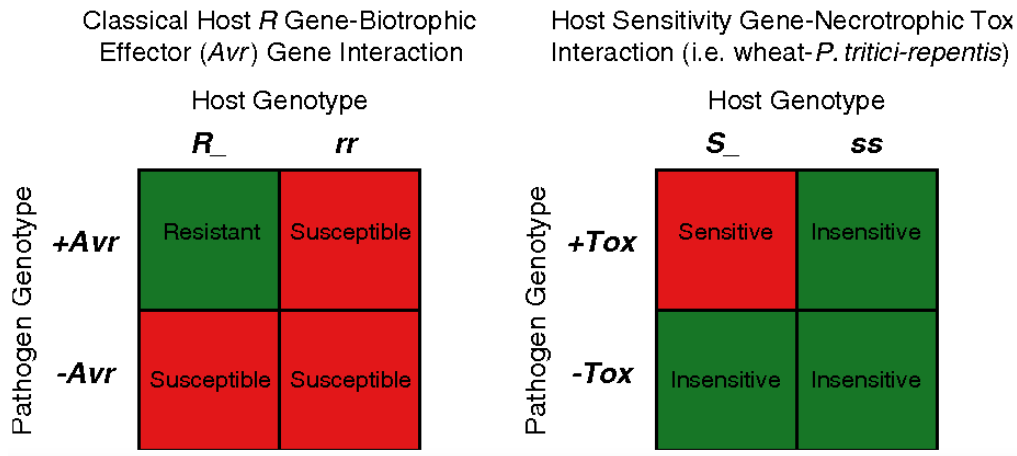 Classical Host R Gene-Biotrophic
Effector (Avr) Gene Interaction
Host Genotype
R_ rr
Pathogen Genotype
+Avr Resistant Susceptible
-Avr Susceptible Susceptible
Host Sensitivity Gene-Necrotrophic Tox
Interaction (i.e. wheat-P. tritici-repentis)
Host Genotype
S_ ss
Pathogen Genotype
+Tox Sensitive Insensitive
-Tox Insensitive Insensitive